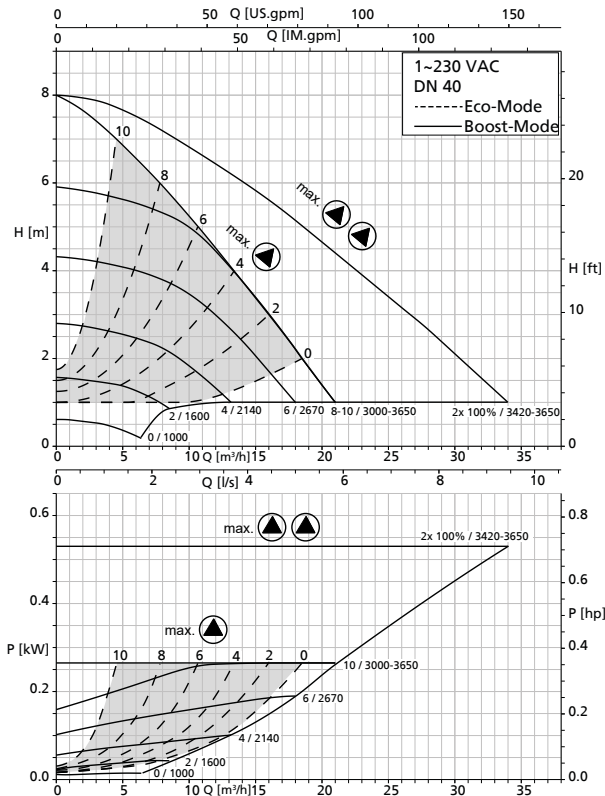 0 50 Q [US.gpm] 100 150
0 50 Q [IM.gpm] 100
1~230 VAC
DN 40
Eco-Mode
Boost-Mode
8
10
8
max.
20
6
6
max.
H [m]
4
4
H [ft]
2
10
0
2
4 / 2140
6 / 2670
8-10 / 3000-3650
2x 100% / 3420-3650
2 / 1600
0 / 1000
0
0
0 5 10 Q [m³/h] 15 20 25 30 35
0 2 Q [l/s] 4 6 8 10
0.6
max.
2x 100% / 3420-3650
0.8
0.6
0.4
max.
P [hp]
P [kW]
10 8 6 4 2 0
10 / 3000-3650
0.4
0.2
6 / 2670
0.2
4 / 2140
2 / 1600
0 / 1000
0.0
0.0
0 5 10 Q [m³/h] 15 20 25 30 35